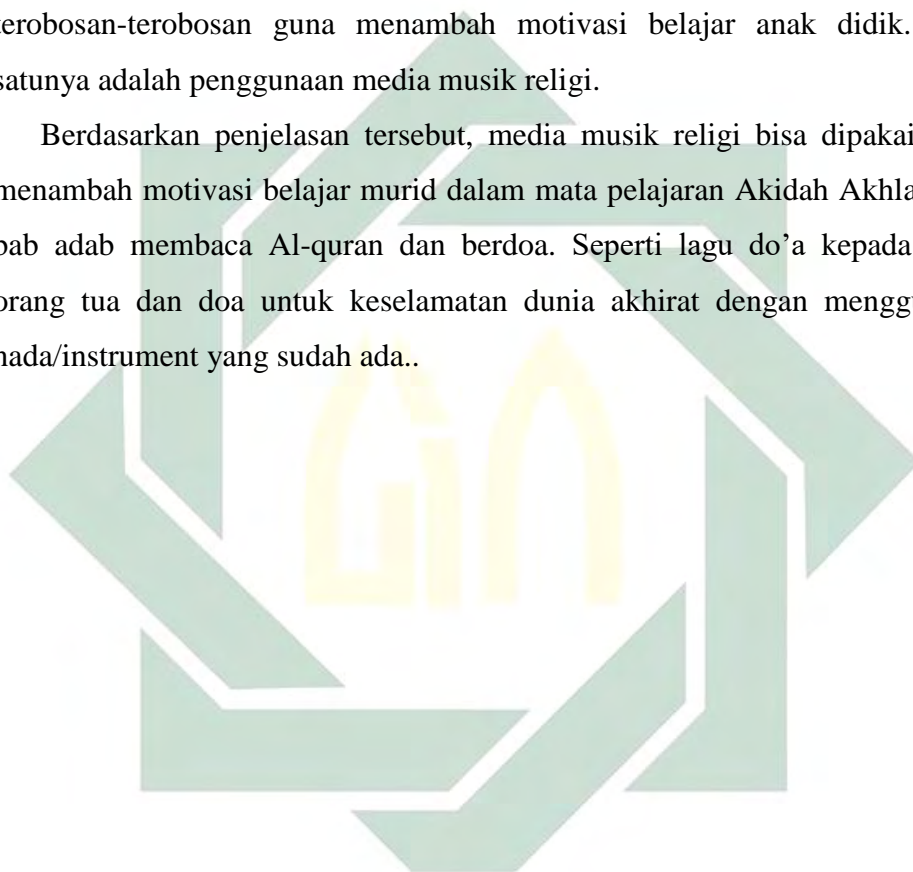 terobosan-terobosan guna menambah motivasi belajar anak didik.
satunya adalah penggunaan media musik religi.
Berdasarkan penjelasan tersebut, media musik religi bisa dipakai
menambah motivasi belajar murid dalam mata pelajaran Akidah Akhla
bab adab membaca Al-quran dan berdoa. Seperti lagu do’a kepada
orang tua dan doa untuk keselamatan dunia akhirat dengan mengg
nada/instrument yang sudah ada..